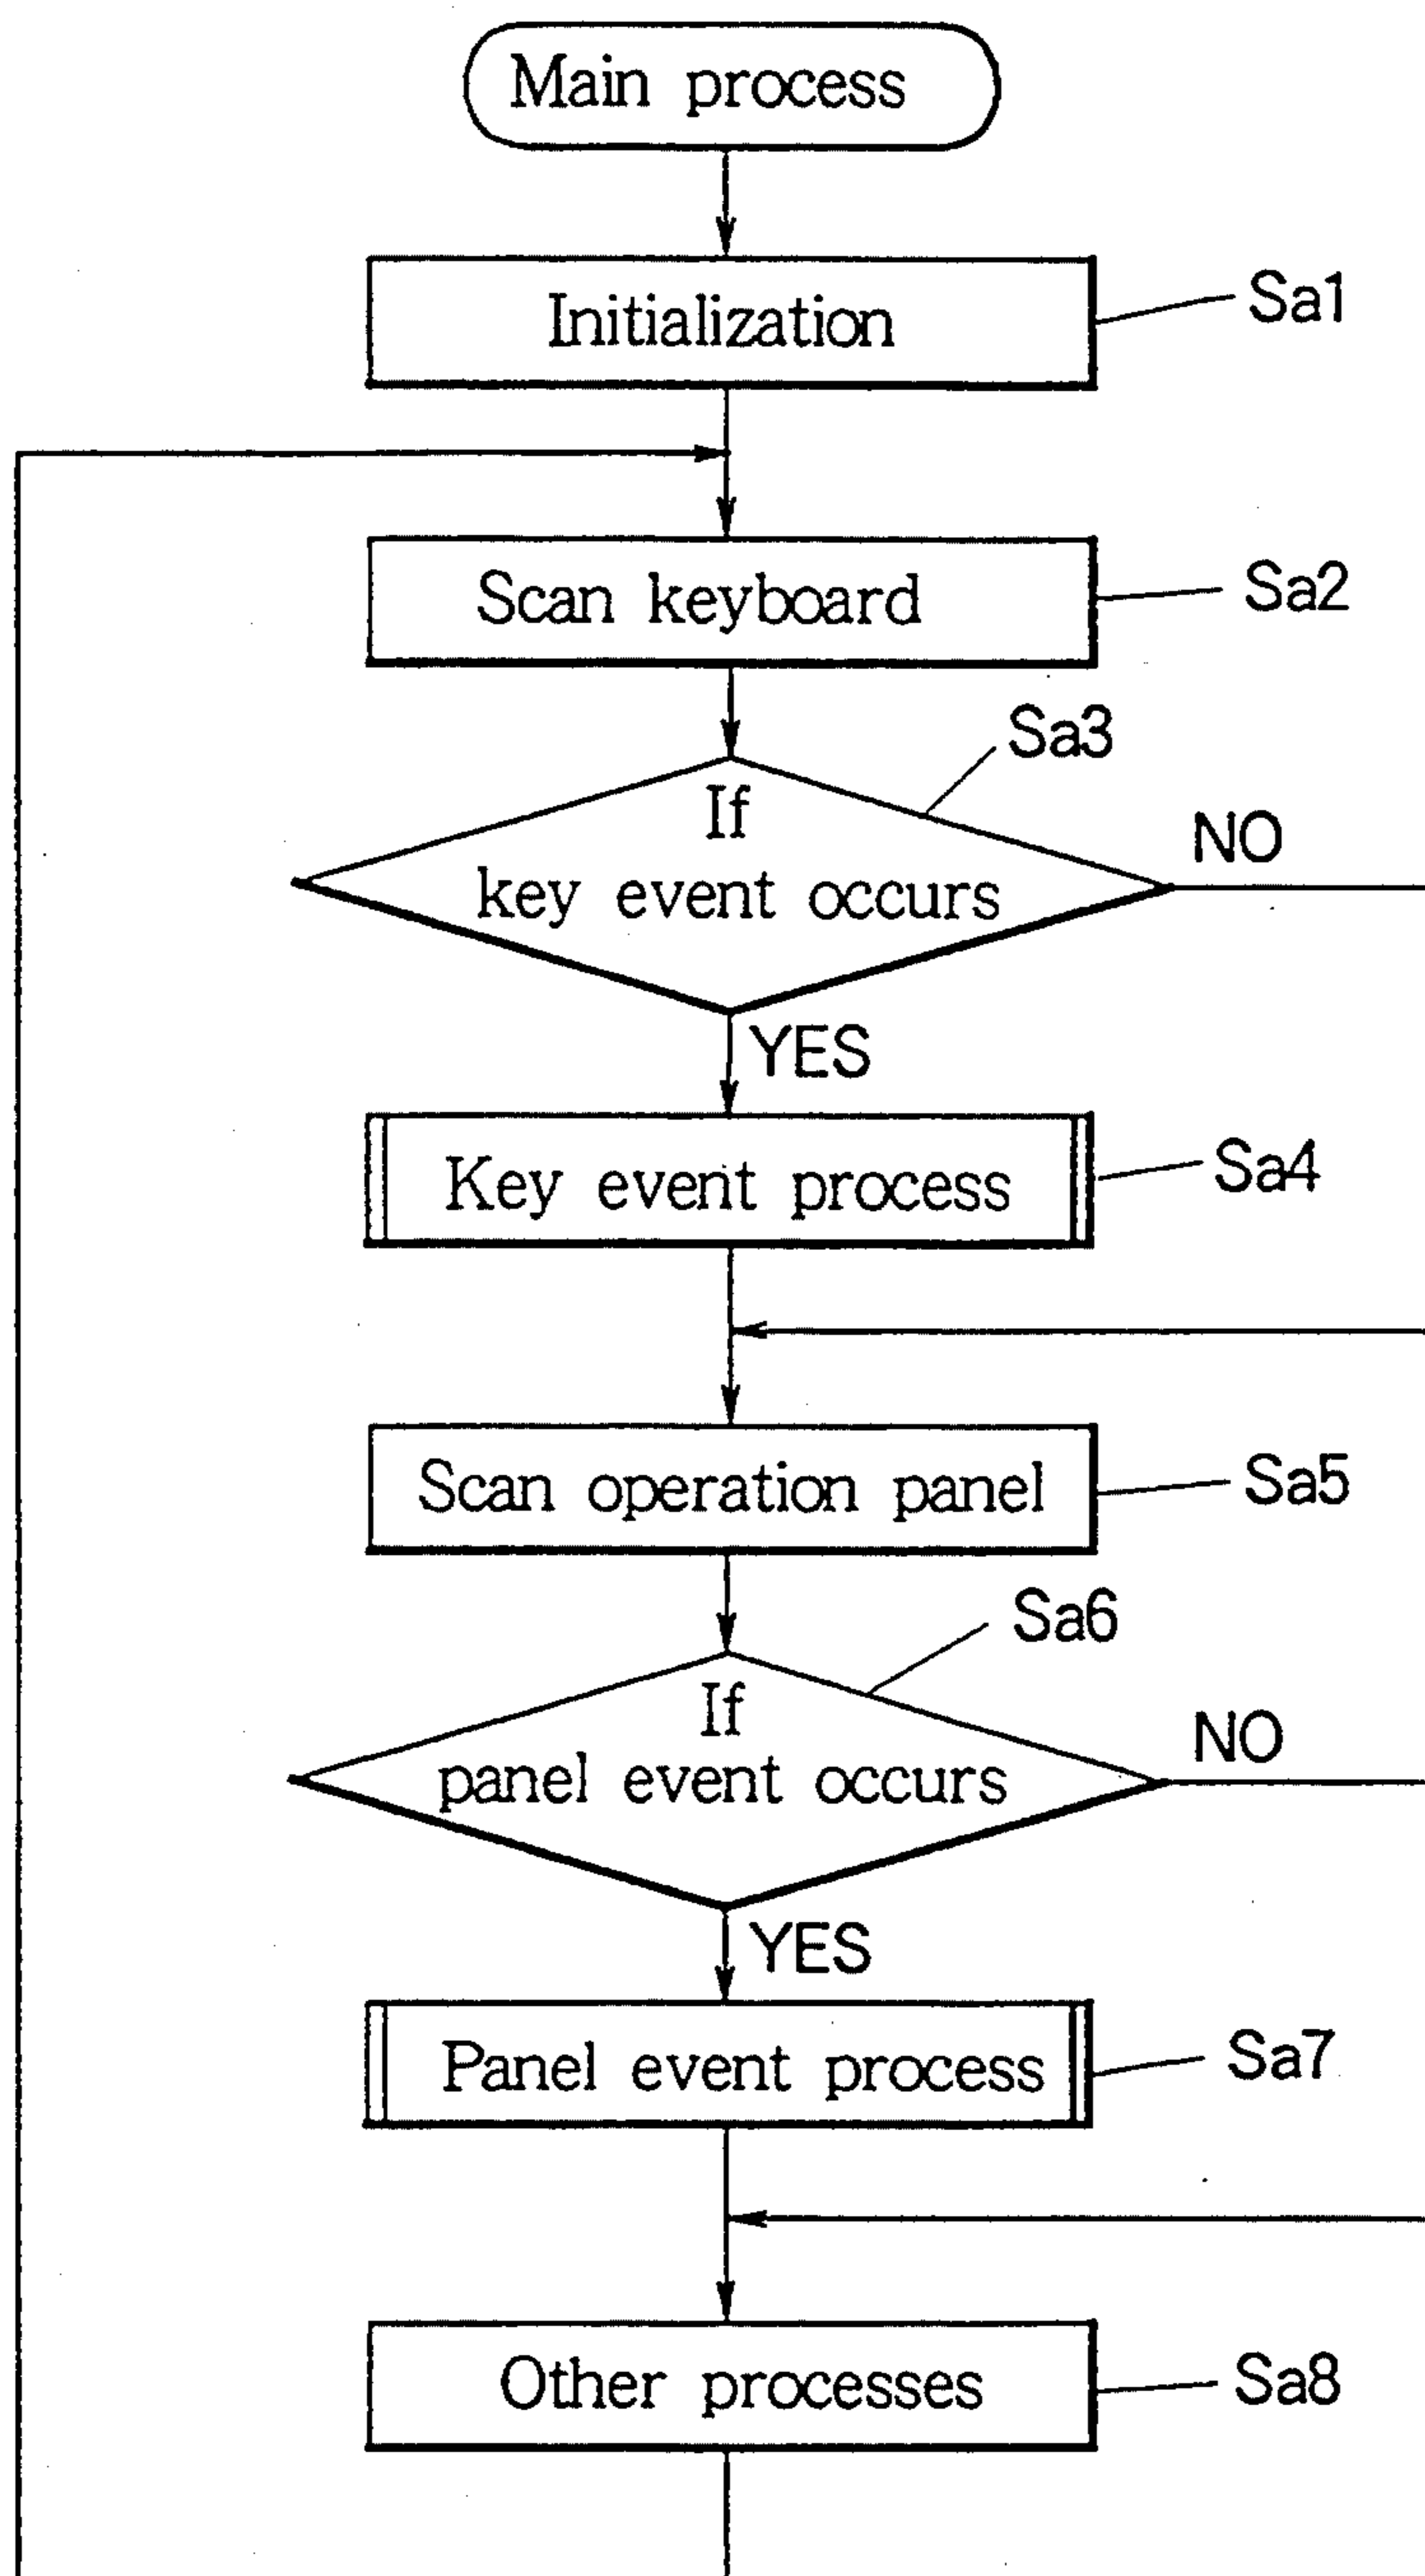 Main process
Initialization
Sa1
Scan keyboard
Sa2
Sa3
If
key event occurs
NO
YES
Key event process
Sa4
Scan operation panel
Sa5
Sa6
If
panel event occurs
NO
YES
Panel event process
Sa7
Other processes
Sa8